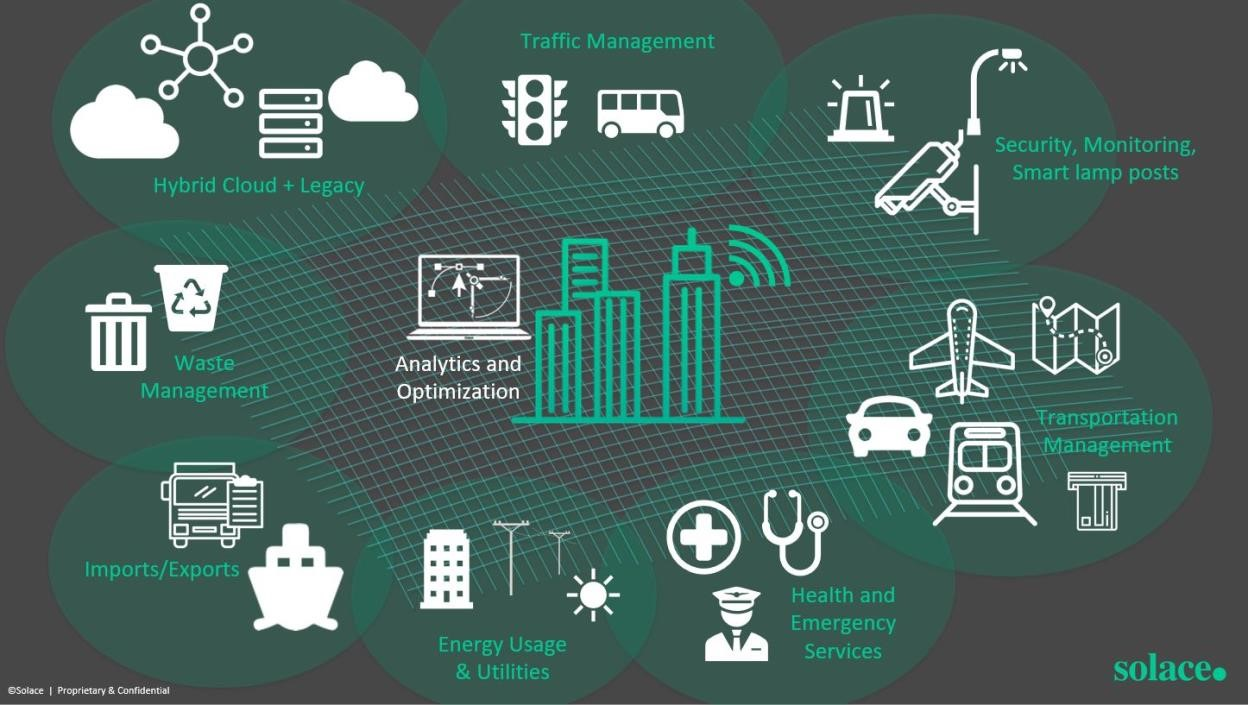 Traffic Management
Security, Monitoring,
Smart lamp posts
Hybrid Cloud + Legacy
Waste
Management
Analytics and
Optimization
Transportation
Management
Imports/Exports
Energy Usage
& Utilities
Health and
Emergency
Services
©Solace | Proprietary & Confidential
solace.